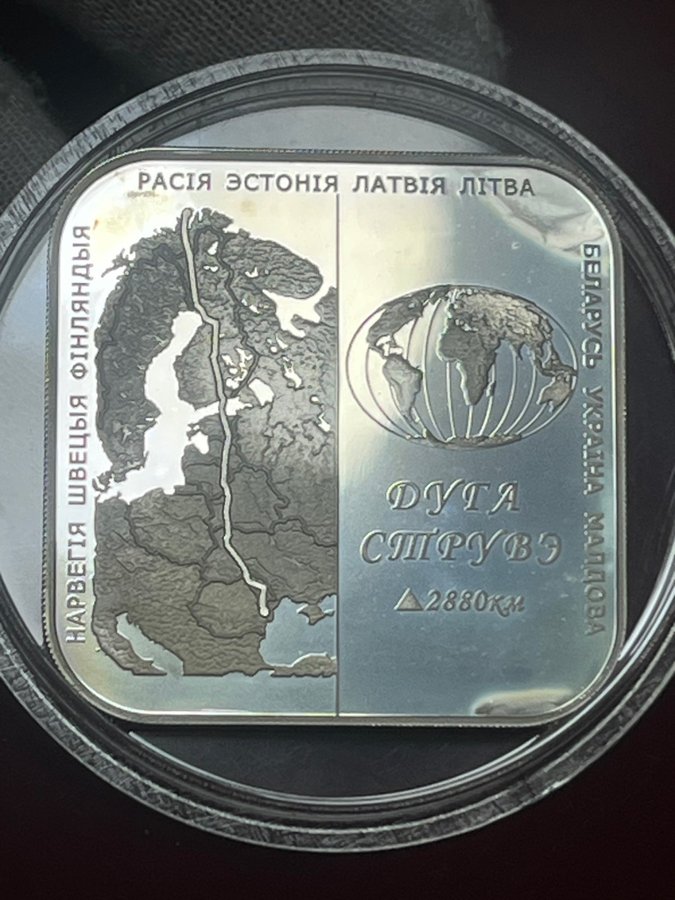 НАРВЕГІЯ ШВЕЦЫЯ ФІНЛЯНДЫЯ
РАСІЯ ЭСТОНІЯ ЛАТВІЯ ЛІТВА
БЕЛАРУСЬ УКРАІНА МАЛДОВА
ДУГА
СТРУВЭ
2880км